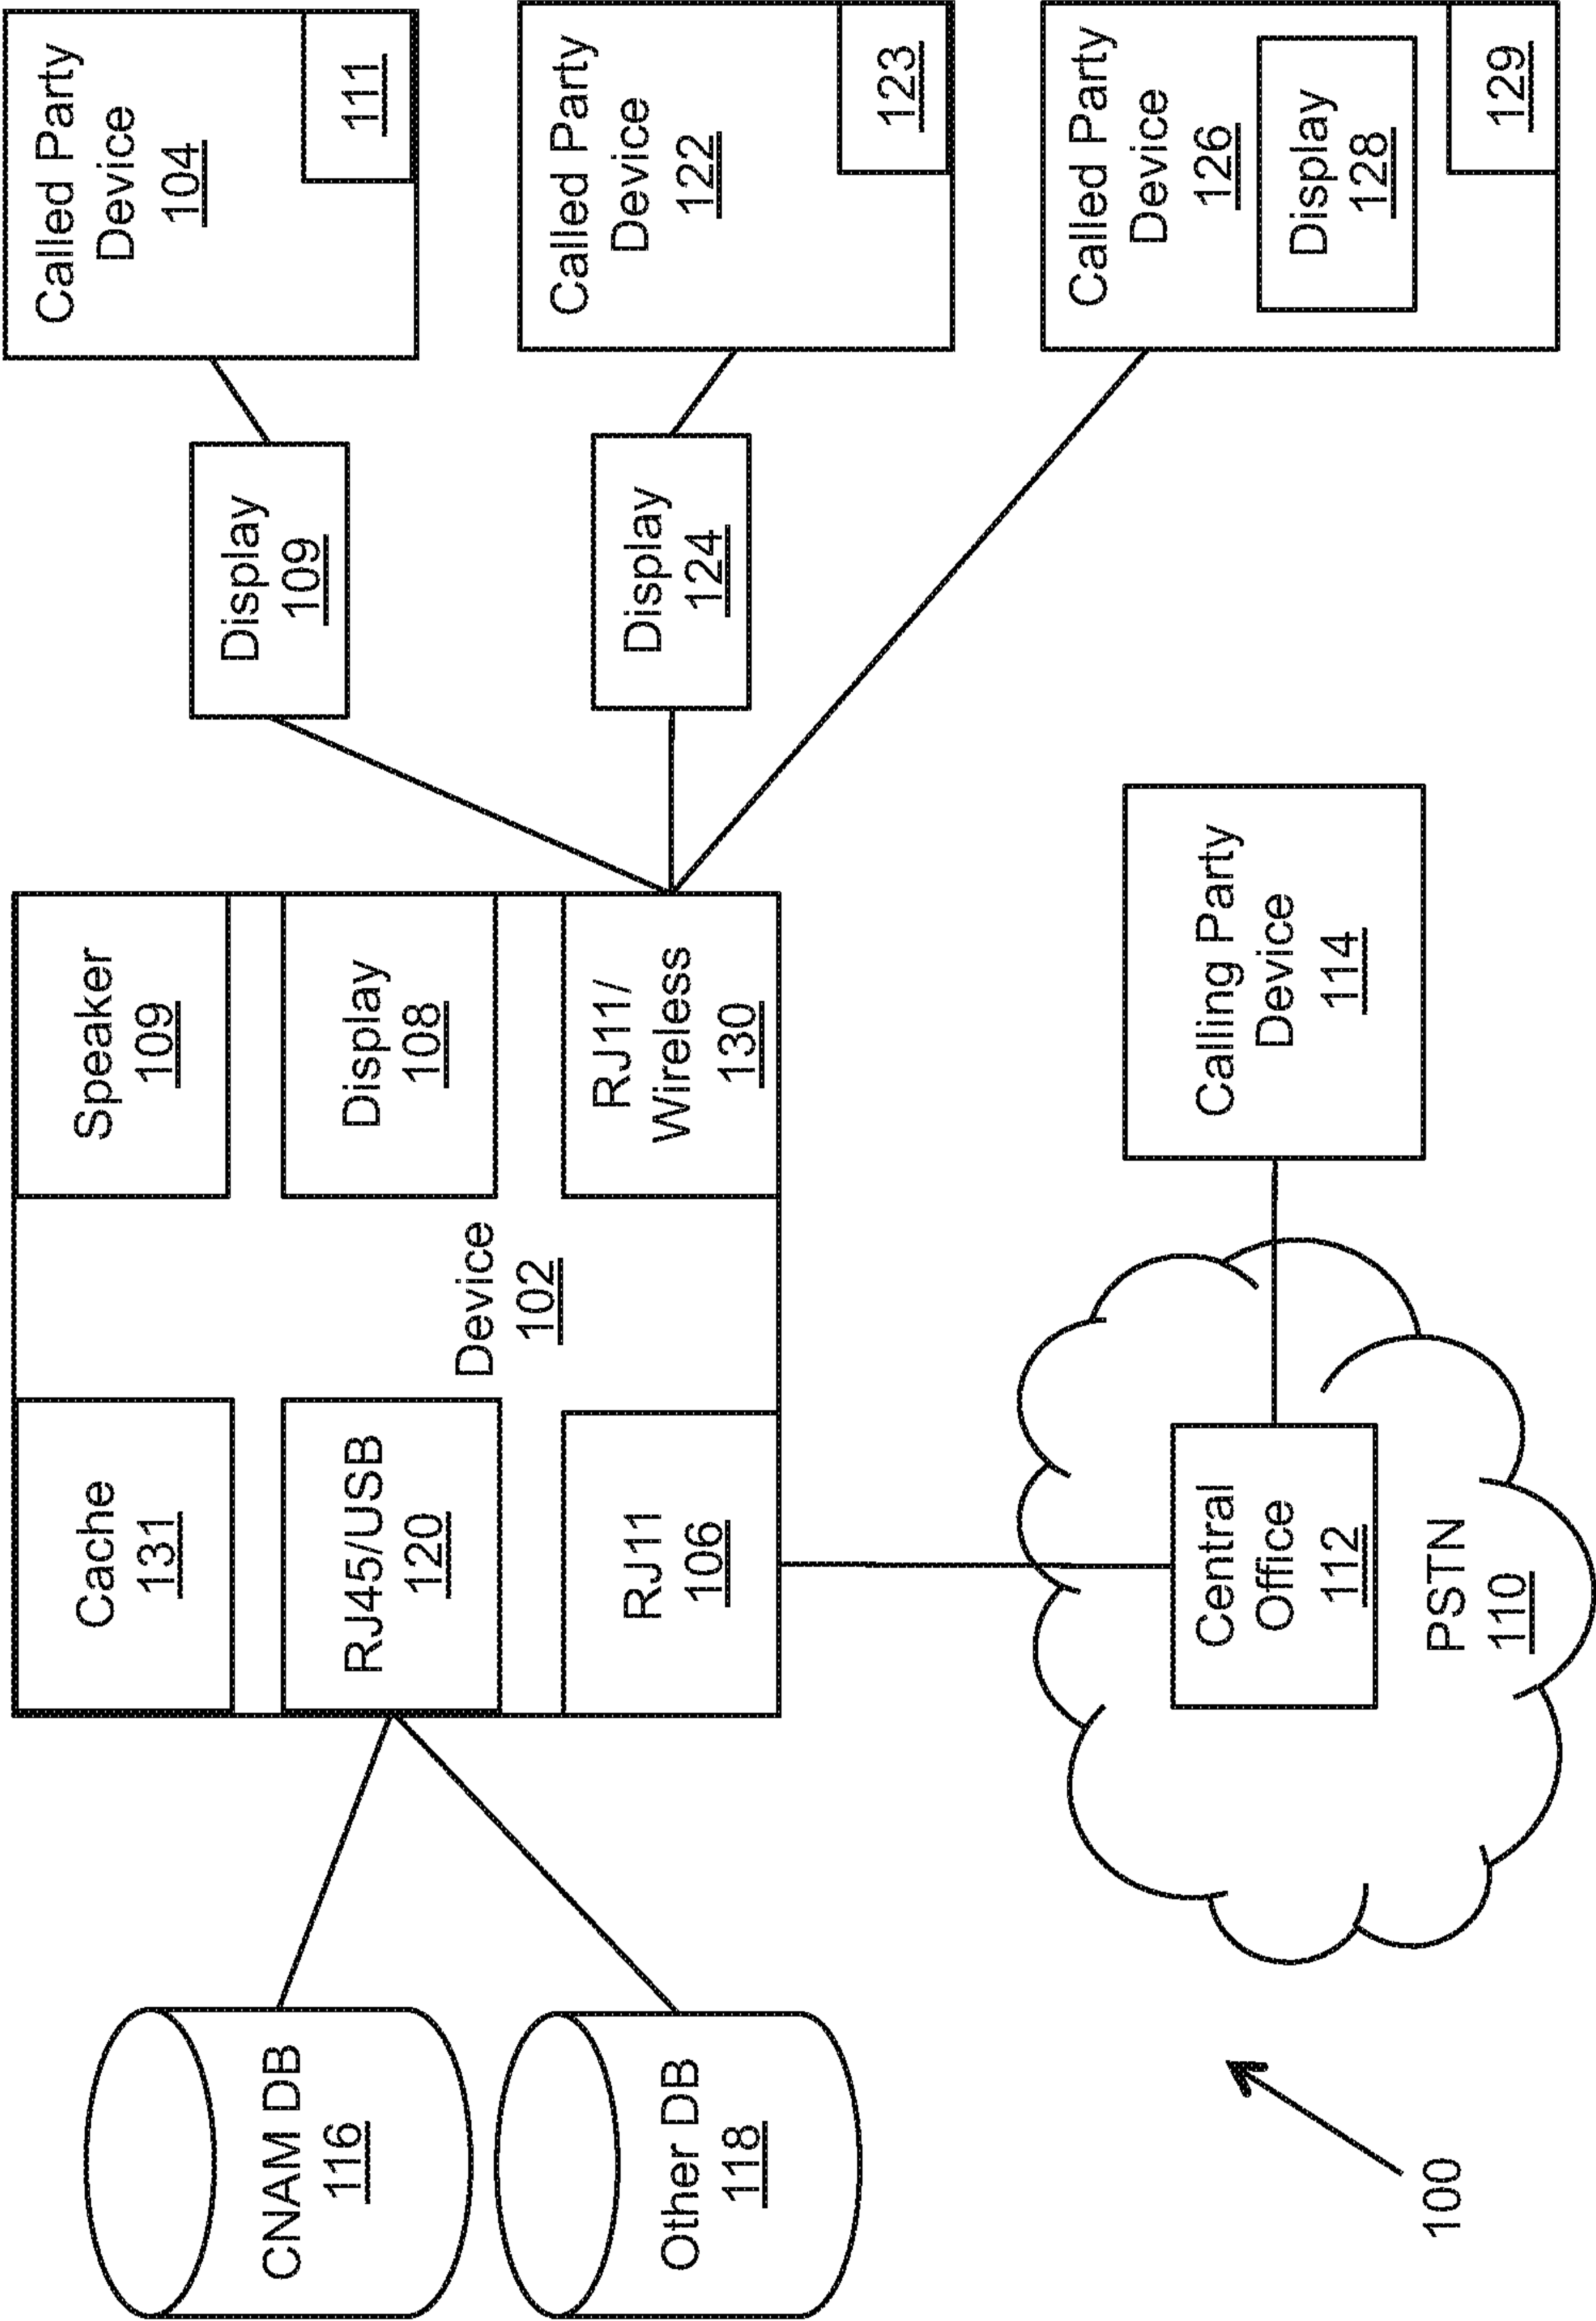 CNAM DB
116
Other DB
118
100
Cache
131
RJ45/USB
120
RJ11
106
Device
102
Speaker
109
Display
108
RJ11/
Wireless
130
Central
Office
112
PSTN
110
Calling Party
Device
114
Display
109
Display
124
Called Party
Device
104
111
Called Party
Device
122
123
Called Party
Device
126
Display
128
129